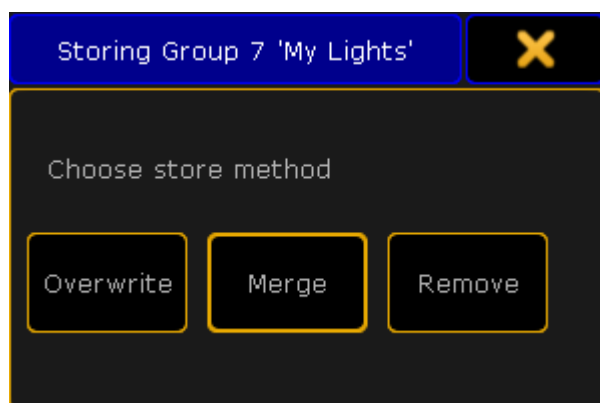 Storing Group 7 'My Lights'
Choose store method
Overwrite
Merge
Remove